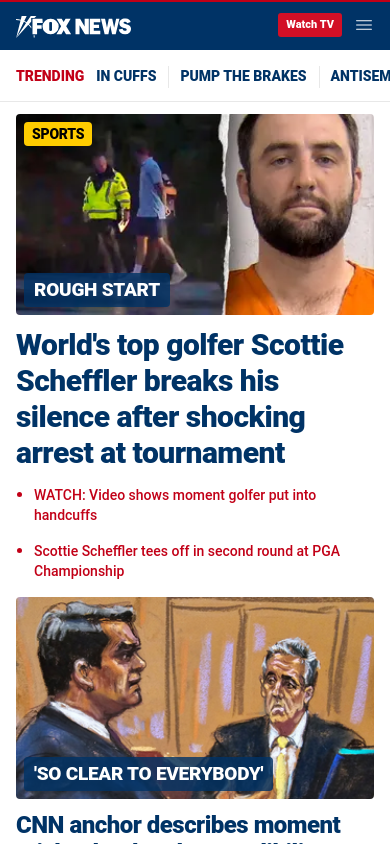 FOX NEWS
Watch TV
TRENDING IN CUFFS PUMP THE BRAKES ANTISEM
SPORTS
ROUGH START
World's top golfer Scottie
Scheffler breaks his
silence after shocking
arrest at tournament
WATCH: Video shows moment golfer put into
handcuffs
Scottie Scheffler tees off in second round at PGA
Championship
'SO CLEAR TO EVERYBODY'
CNN anchor describes moment